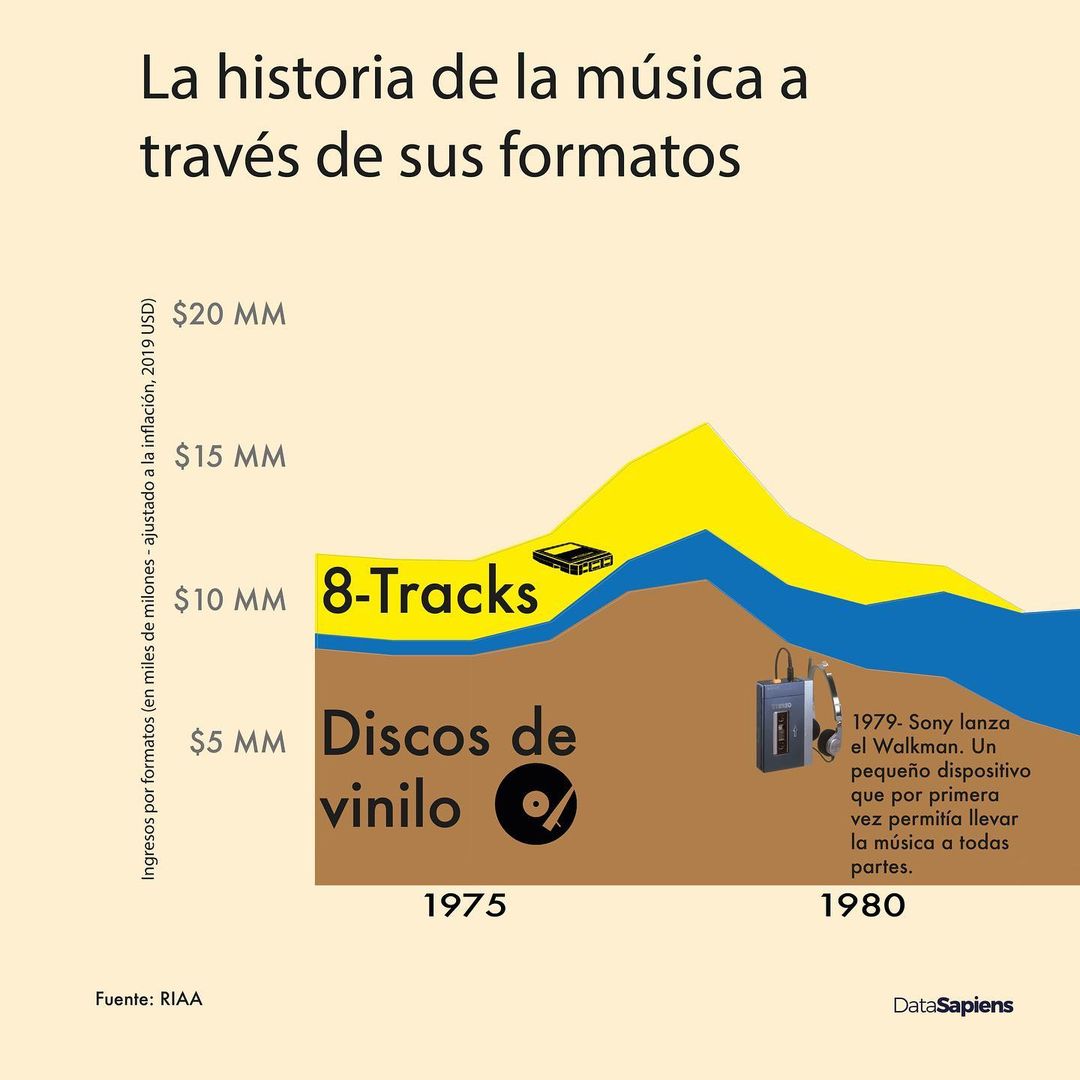 La historia de la música a
través de sus formatos
Ingresos por formatos (en miles de milones - ajustado a la inflación, 2019 USD)
$20 MM
$15 MM
$10 MM
$5 MM
8-Tracks
Discos de
vinilo
STEREO
1979- Sony lanza
el Walkman. Un
pequeño dispositivo
que por primera
vez permitía llevar
la música a todas
partes.
1975
1980
Fuente: RIAA
DataSapiens